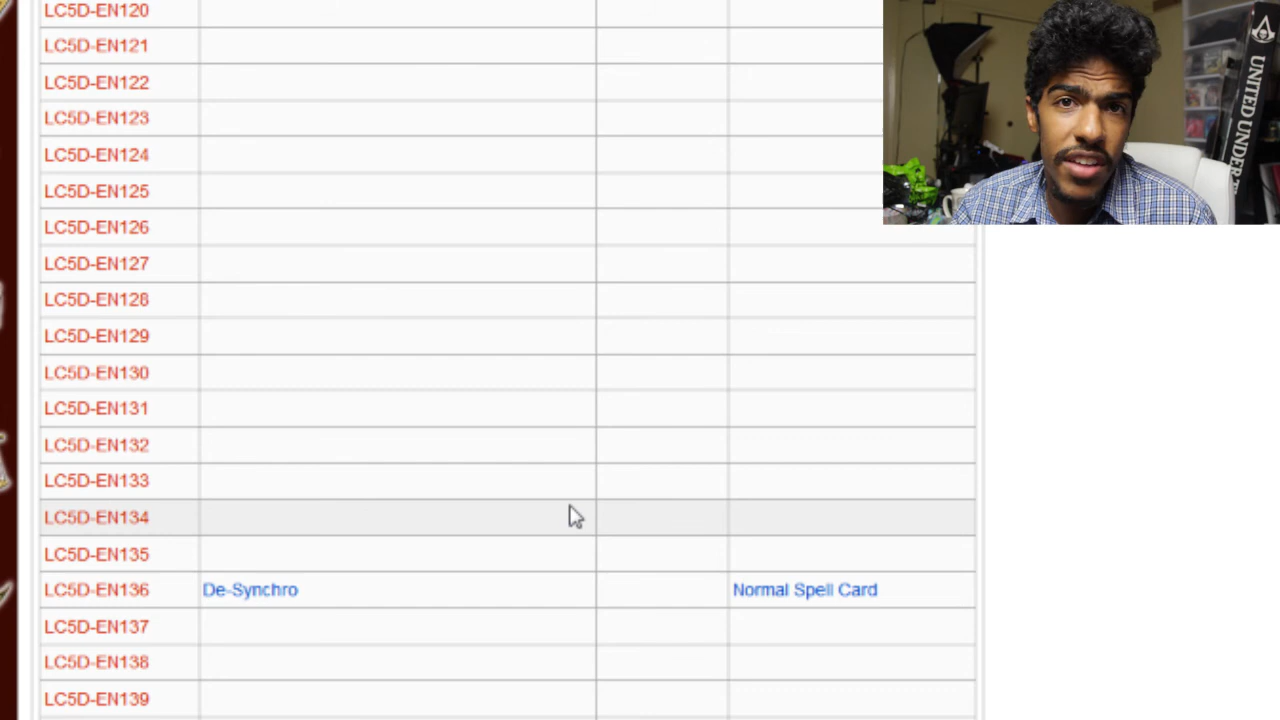 LC5D-EN120
LC5D-EN121
LC5D-EN122
LC5D-EN123
LC5D-EN124
LC5D-EN125
LC5D-EN126
LC5D-EN127
LC5D-EN128
LC5D-EN129
LC5D-EN130
LC5D-EN131
LC5D-EN132
LC5D-EN133
LC5D-EN134
LC5D-EN135
LC5D-EN136 De-Synchro Normal Spell Card
LC5D-EN137
LC5D-EN138
LC5D-EN139
UNITED UNDER